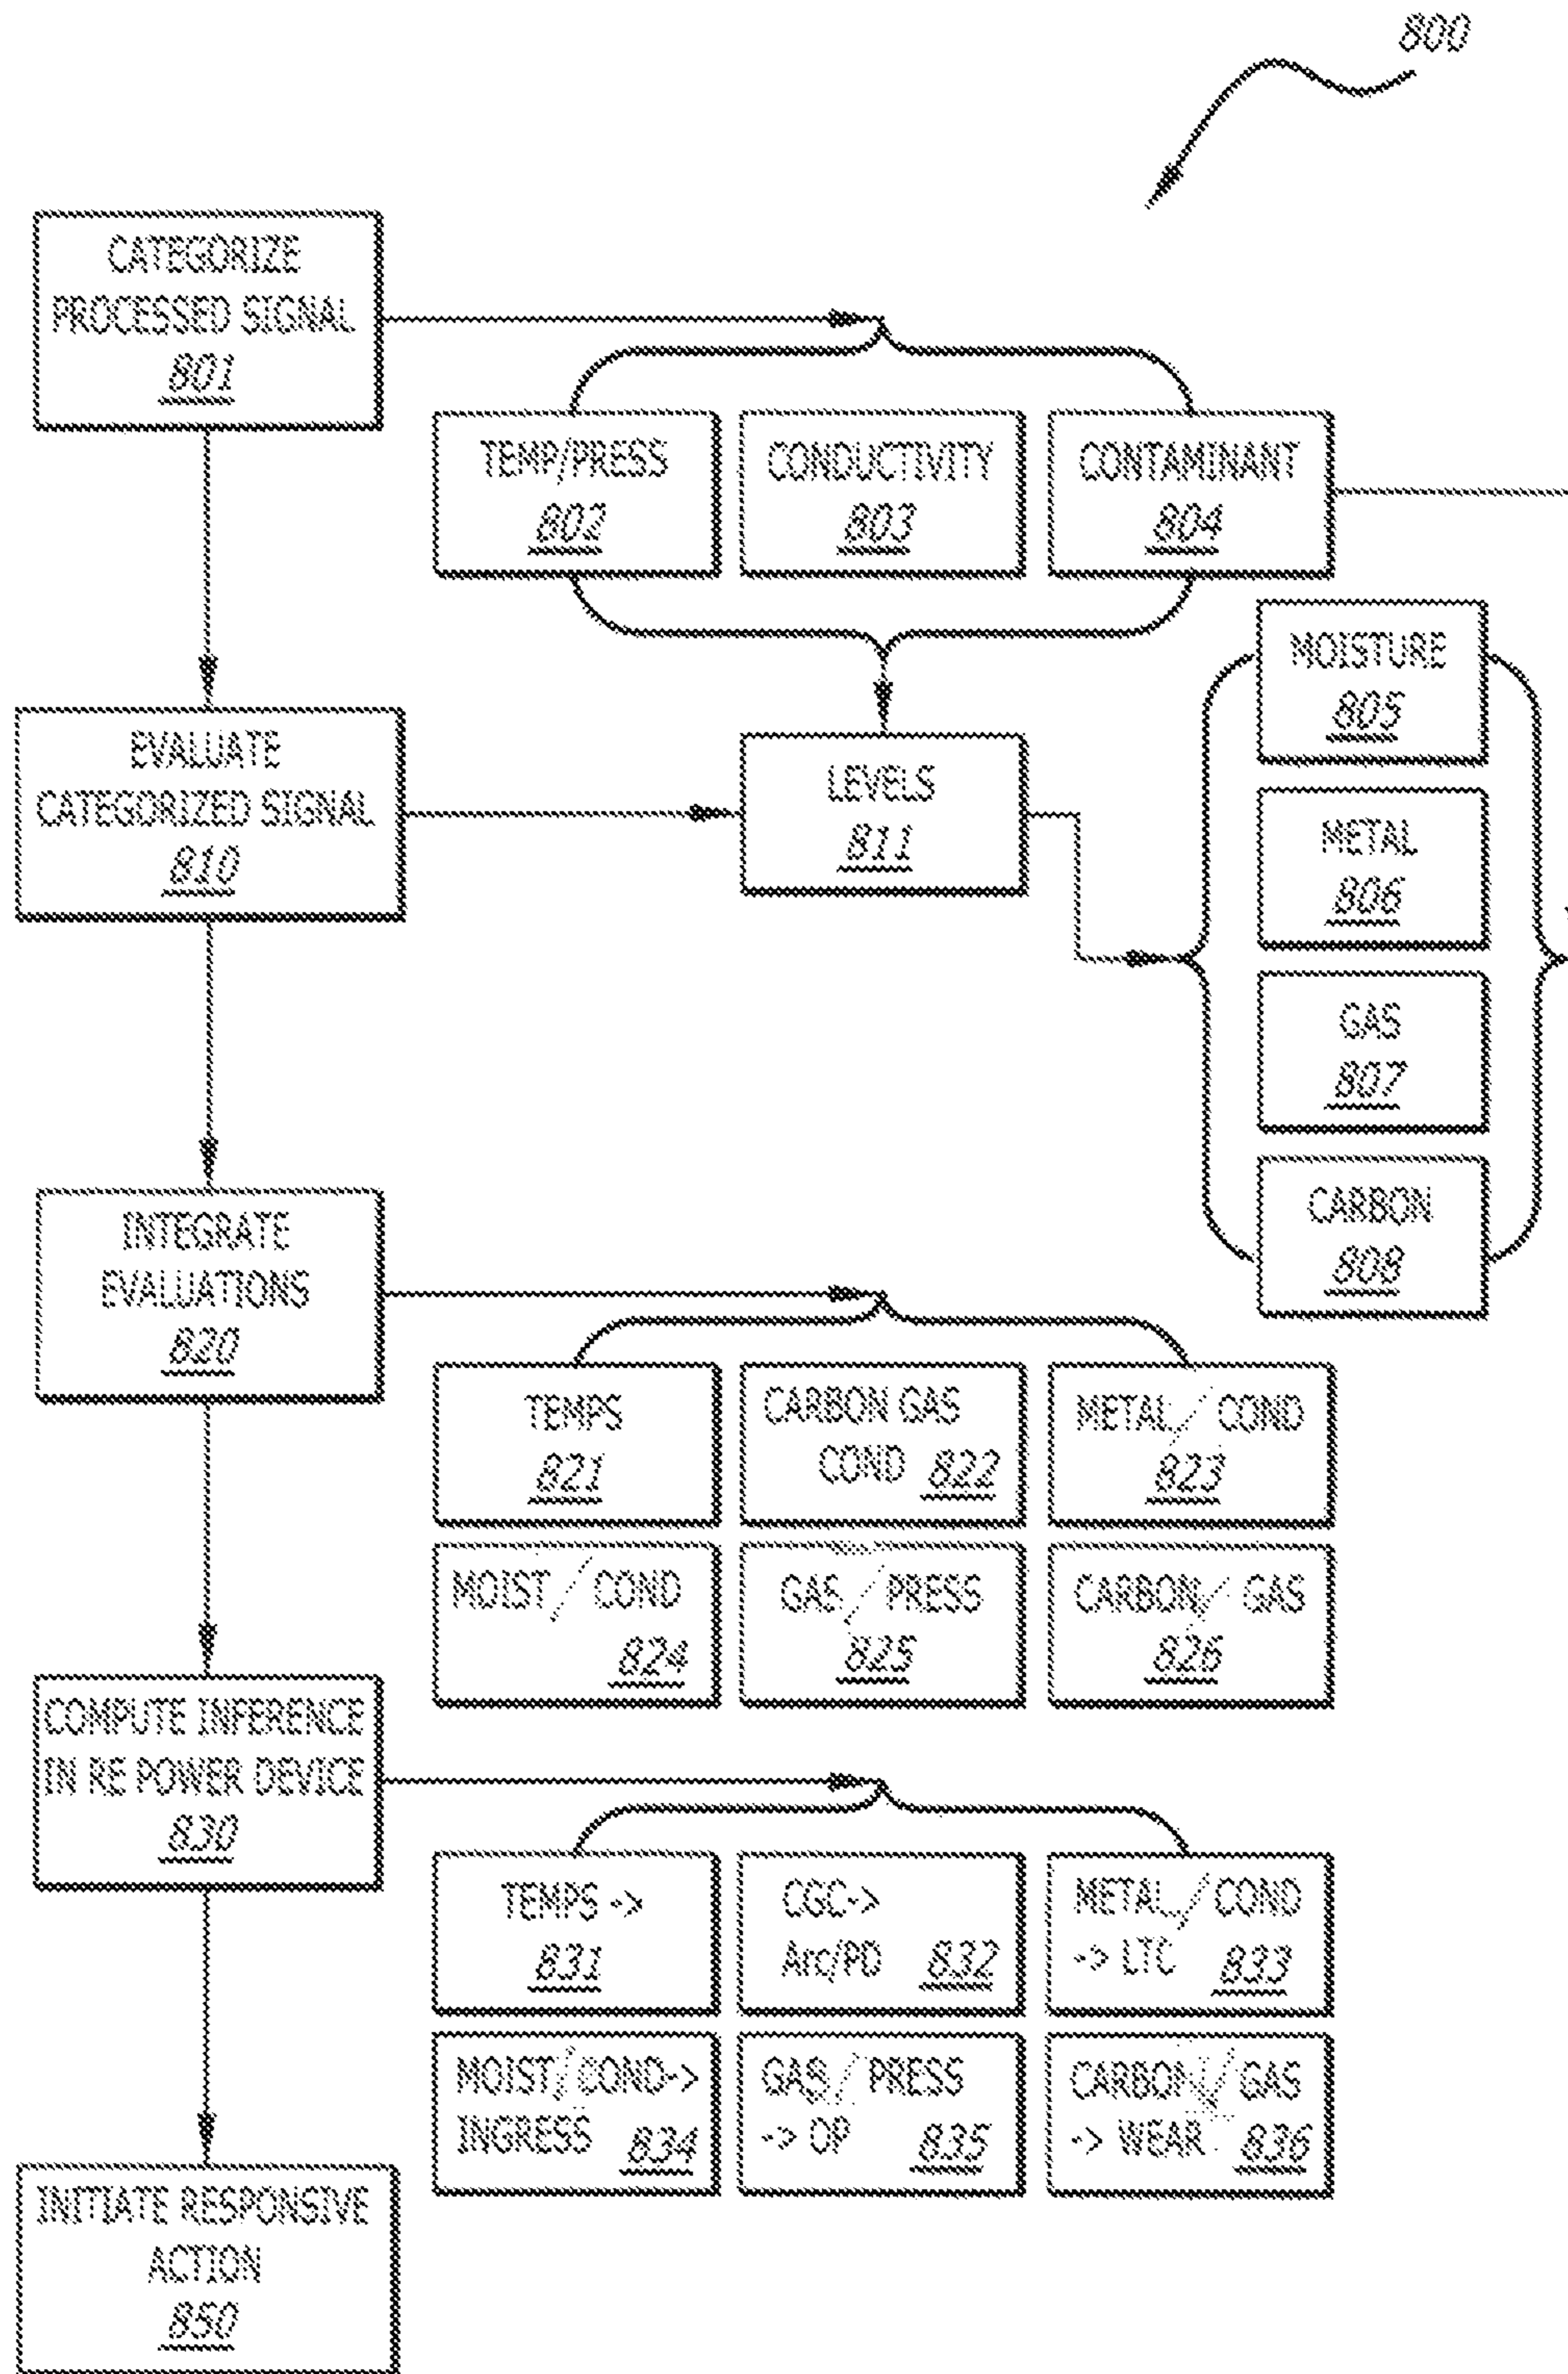 800
CATEGORIZE
PROCESSED SIGNAL
801
TEMP/PRESS
802
CONDUCTIVITY
803
CONTAMINANT
804
MOISTURE
805
EVALUATE
CATEGORIZED SIGNAL
810
LEVELS
811
METAL
806
GAS
807
CARBON
808
INTEGRATE
EVALUATIONS
820
TEMPS
821
CARBON GAS
COND 822
METAL/COND
823
MOIST/COND
824
GAS/PRESS
825
CARBON/GAS
826
COMPUTE INFERENCE
IN RE POWER DEVICE
830
TEMPS ->
831
CGC->
Arc/PD 832
METAL/COND
-> LTC 833
MOIST/COND->
INGRESS 834
GAS/PRESS
-> OP 835
CARBON/GAS
-> WEAR 836
INITIATE RESPONSIVE
ACTION
850